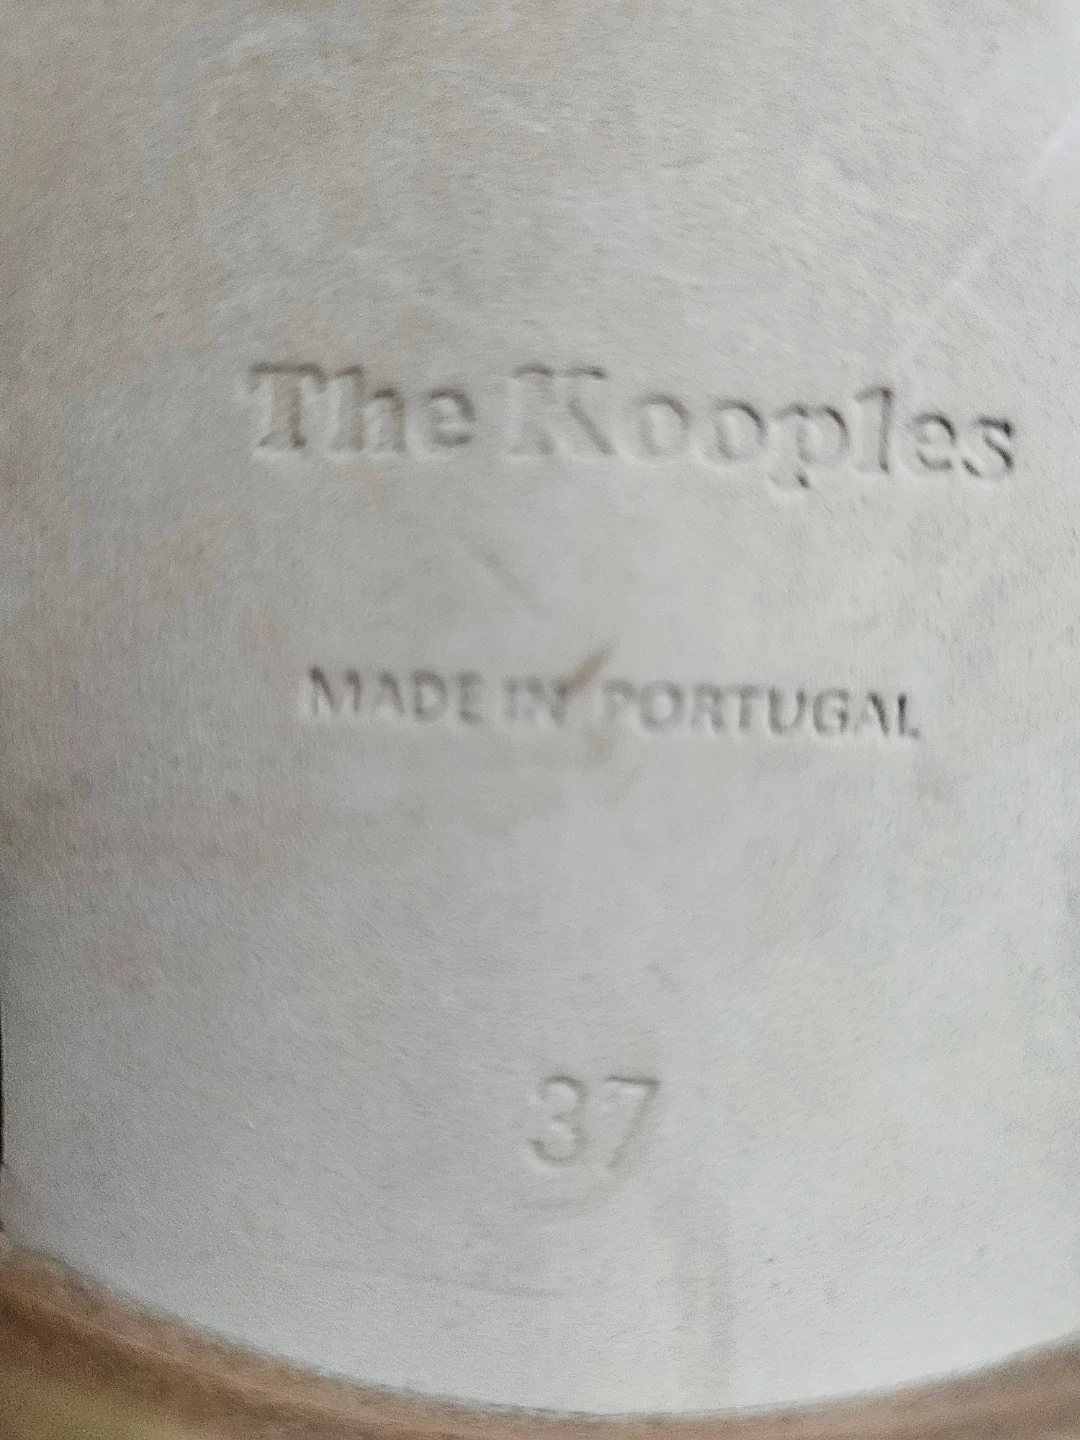 The Kooples
MADE IN PORTUGAL
37